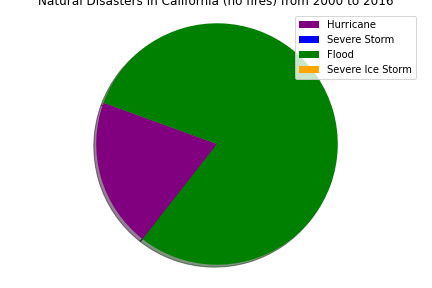 Natural Disasters in California (no fires) from 2000 to 2016
Hurricane
Severe Storm
Flood
Severe Ice Storm